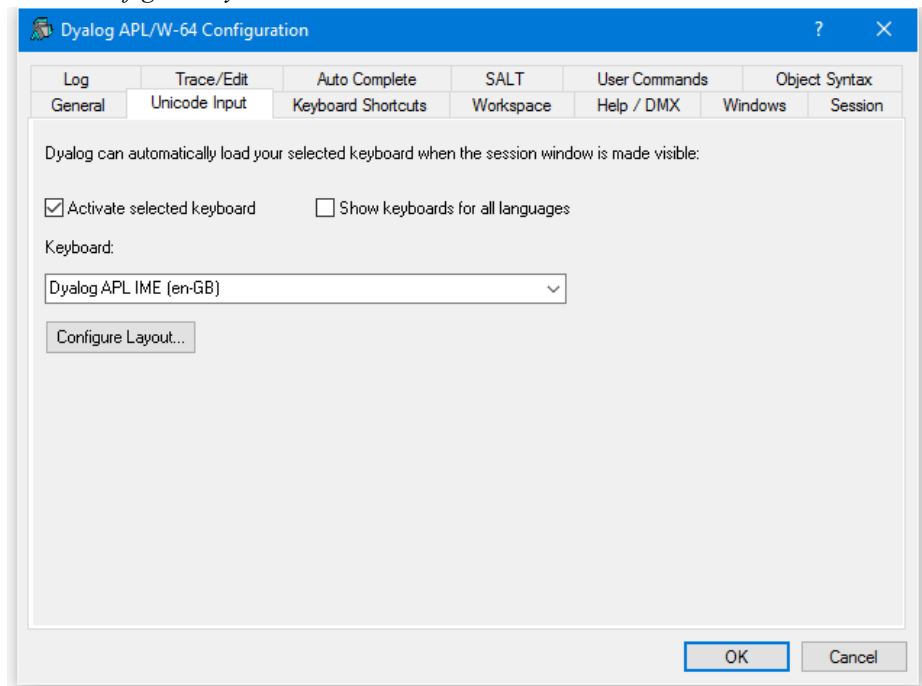 Dyalog APL/W-64 Configuration ? ×
Log Trace/Edit Auto Complete SALT User Commands Object Syntax
General Unicode Input Keyboard Shortcuts Workspace Help / DMX Windows Session
Dyalog can automatically load your selected keyboard when the session window is made visible:
Activate selected keyboard Show keyboards for all languages
Keyboard:
Dyalog APL IME (en-GB)
Configure Layout...
OK Cancel